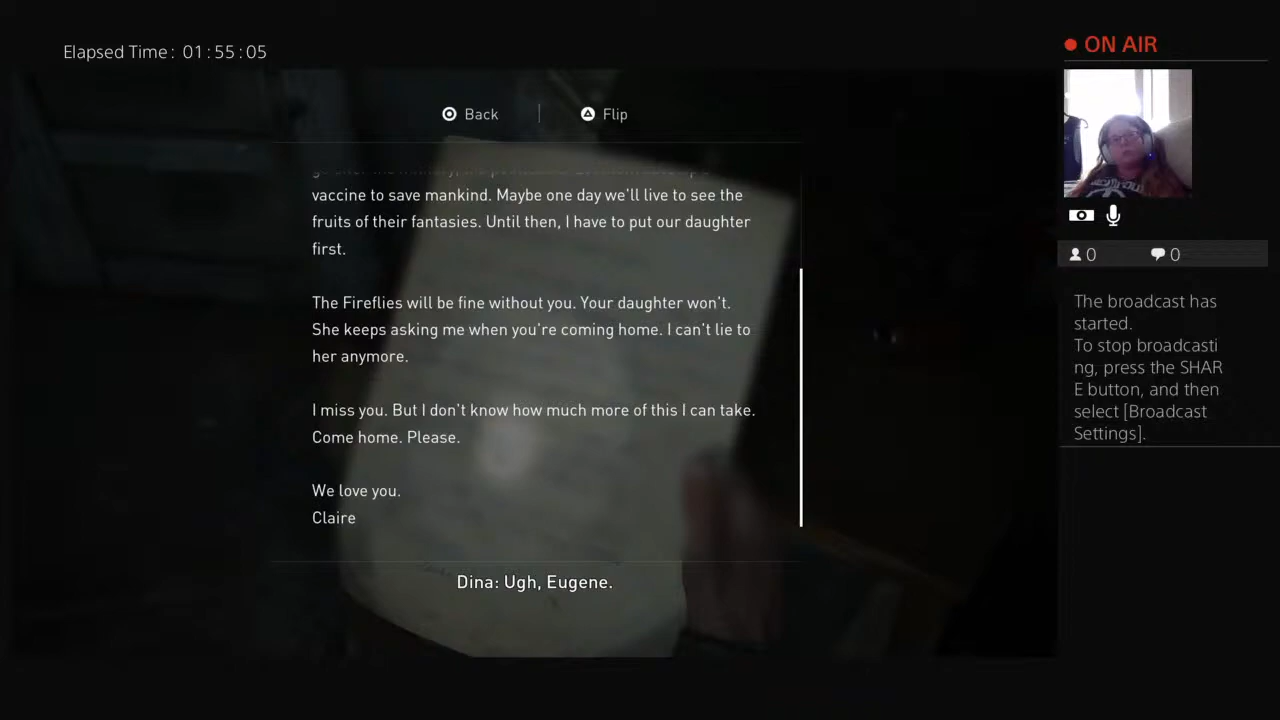 Elapsed Time: 01:55:05
ON AIR
Back
Flip
vaccine to save mankind. Maybe one day we'll live to see the
fruits of their fantasies. Until then, I have to put our daughter
first.
The Fireflies will be fine without you. Your daughter won't.
She keeps asking me when you're coming home. I can't lie to
her anymore.
I miss you. But I don't know how much more of this I can take.
Come home. Please.
We love you.
Claire
Dina: Ugh, Eugene.
0
0
The broadcast has
started.
To stop broadcasti
ng, press the SHAR
E button, and then
select [Broadcast
Settings].